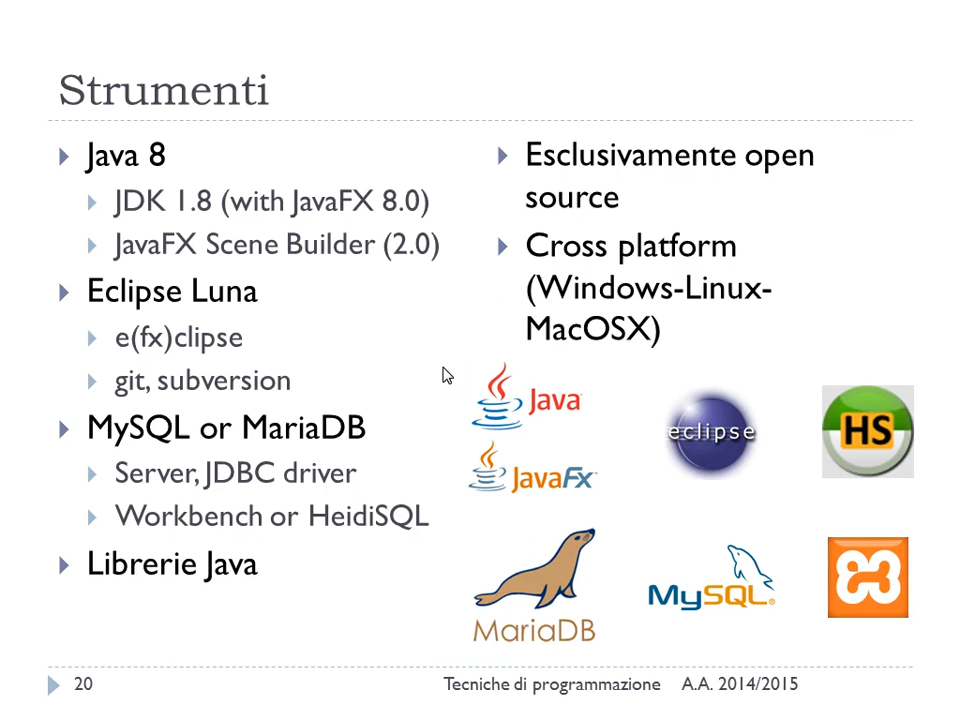 Strumenti
Java 8
JDK 1.8 (with JavaFX 8.0)
JavaFX Scene Builder (2.0)
Eclipse Luna
e(fx)clipse
git, subversion
MySQL or MariaDB
Server, JDBC driver
Workbench or HeidiSQL
Librerie Java
Esclusivamente open
source
Cross platform
(Windows-Linux-
MacOSX)
Java
JavaFx
eclipse
HS
MariaDB
MySQL®
20
Tecniche di programmazione A.A. 2014/2015